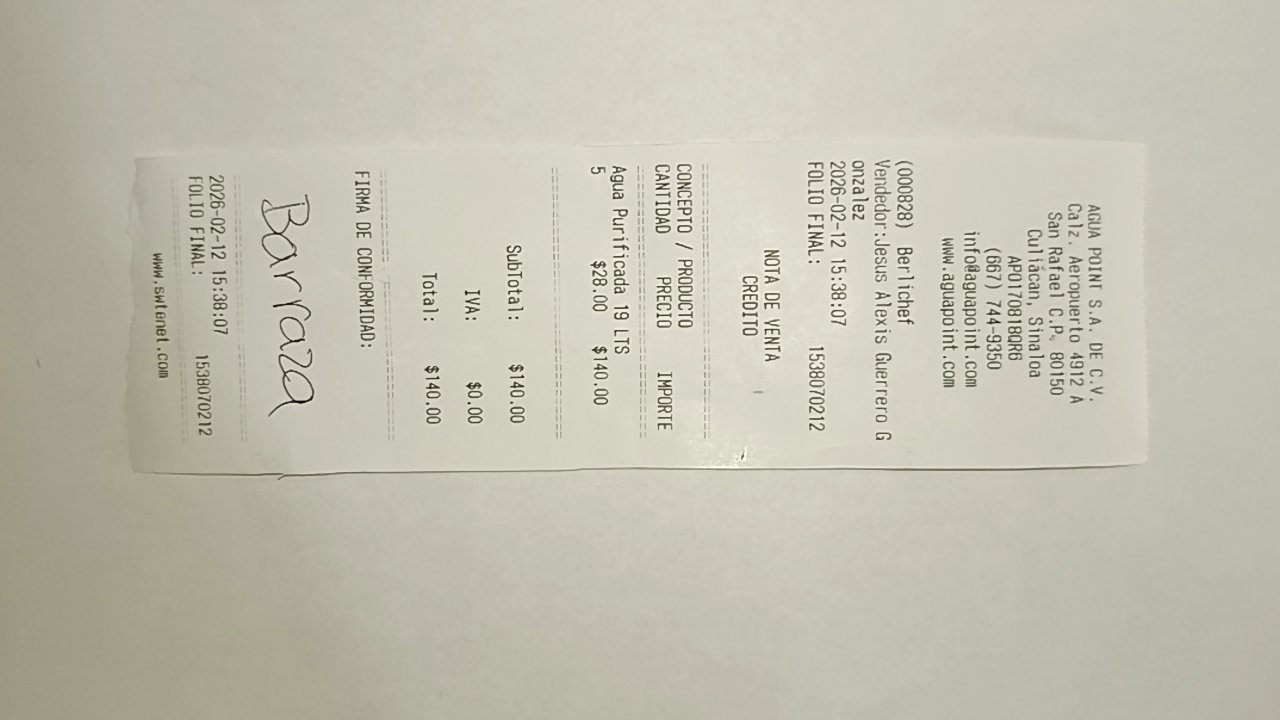 AGUA POINT S.A. DE C.V.
Calz. Aeropuerto 4912 A
San Rafael C.P. 80150
Culiacan, Sinaloa
APO170818QR6
(667) 744-9350
info@aguapoint.com
www.aguapoint.com
(000828) Berlichef
Vendedor:Jesus Alexis Guerrero G
onzalez
2026-02-12 15:38:07
FOLIO FINAL: 1538070212
NOTA DE VENTA
CREDITO
CONCEPTO / PRODUCTO
CANTIDAD PRECIO IMPORTE
Agua Purificada 19 LTS
5 $28.00 $140.00
SubTotal: $140.00
IVA: $0.00
Total: $140.00
FIRMA DE CONFORMIDAD:
Barraza
2026-02-12 15:38:07
FOLIO FINAL: 1538070212
www.swtenet.com